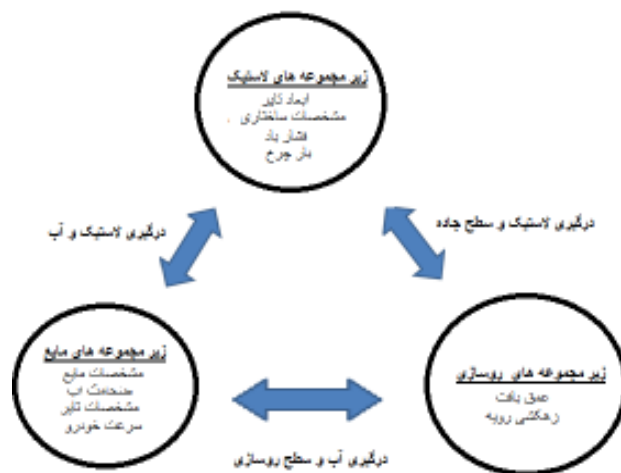 زیر مجموعه های لاستیک
ابعاد تایر
مشخصات ساختاری .
فشار باد
بار چرخ
درگیری لاستیک و آب
درگیری لاستیک و سطح جاده
زیر مجموعه های مایع
مشخصات مایع
ضخامت آب
مشخصات تایر
سرعت خودرو
زیر مجموعه های روسازی
عمق بافت
زهکشی رویه
درگیری آب و سطح روسازی